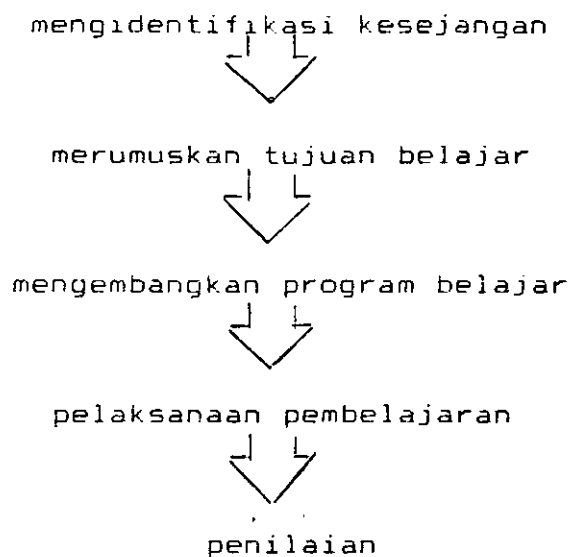 mengidentifikasi kesejangan
merumuskan tujuan belajar
mengembangkan program belajar
pelaksanaan pembelajaran
penilaian